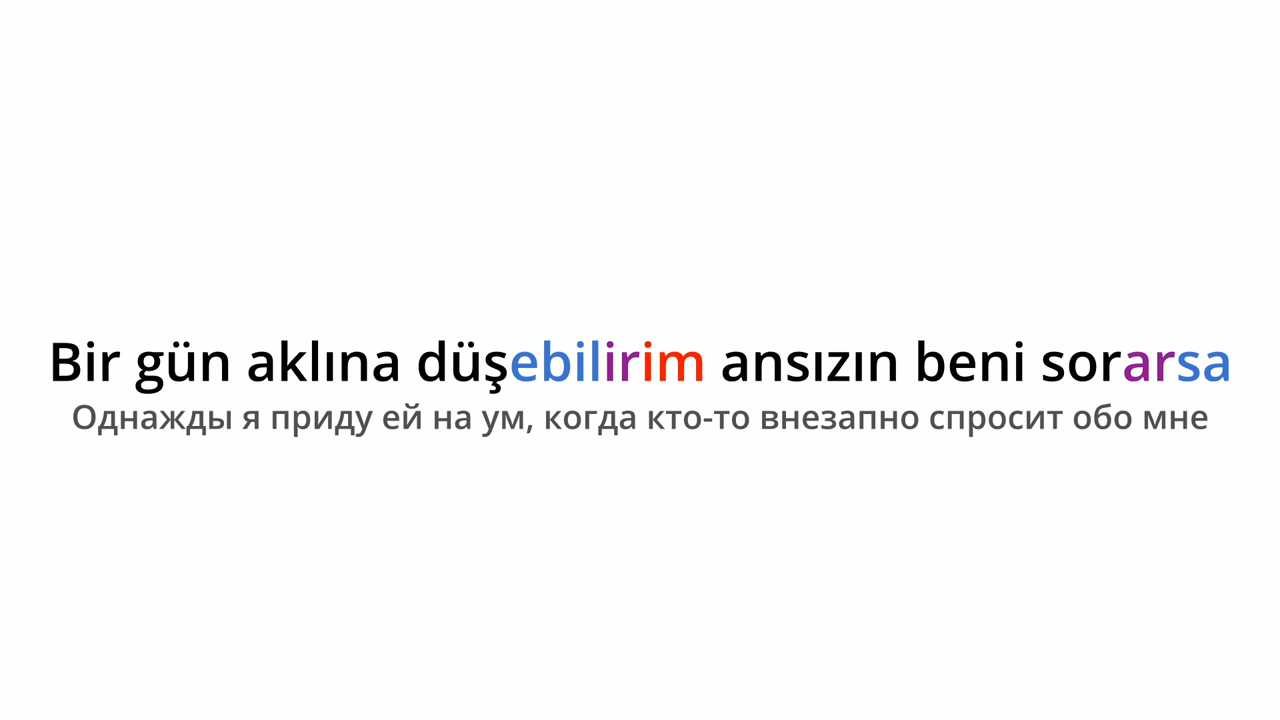 Bir gün aklına düşebilirim ansızın beni sorarsa
Однажды я приду ей на ум, когда кто-то внезапно спросит обо мне